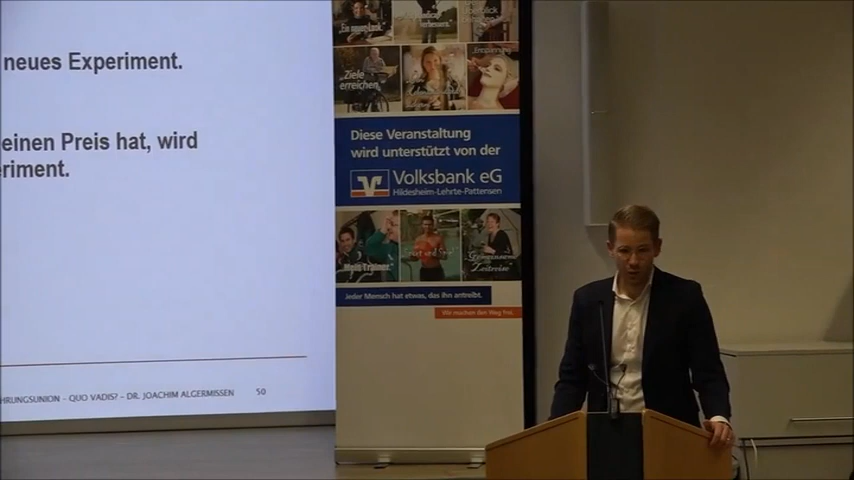 neues Experiment.
einen Preis hat, wird
eriment.
HRUNGSUNION - QUO VADIS? - DR. JOACHIM ALGERMISSEN 50
„Ziele
erreichen."
Diese Veranstaltung
wird unterstützt von der
Volksbank eG
Hildesheim-Lehrte-Pattensen
„Mein Trainer."
„Gemeinsame
Zeitreise"
Jeder Mensch hat etwas, das ihn antreibt.
Wir machen den Weg frei.